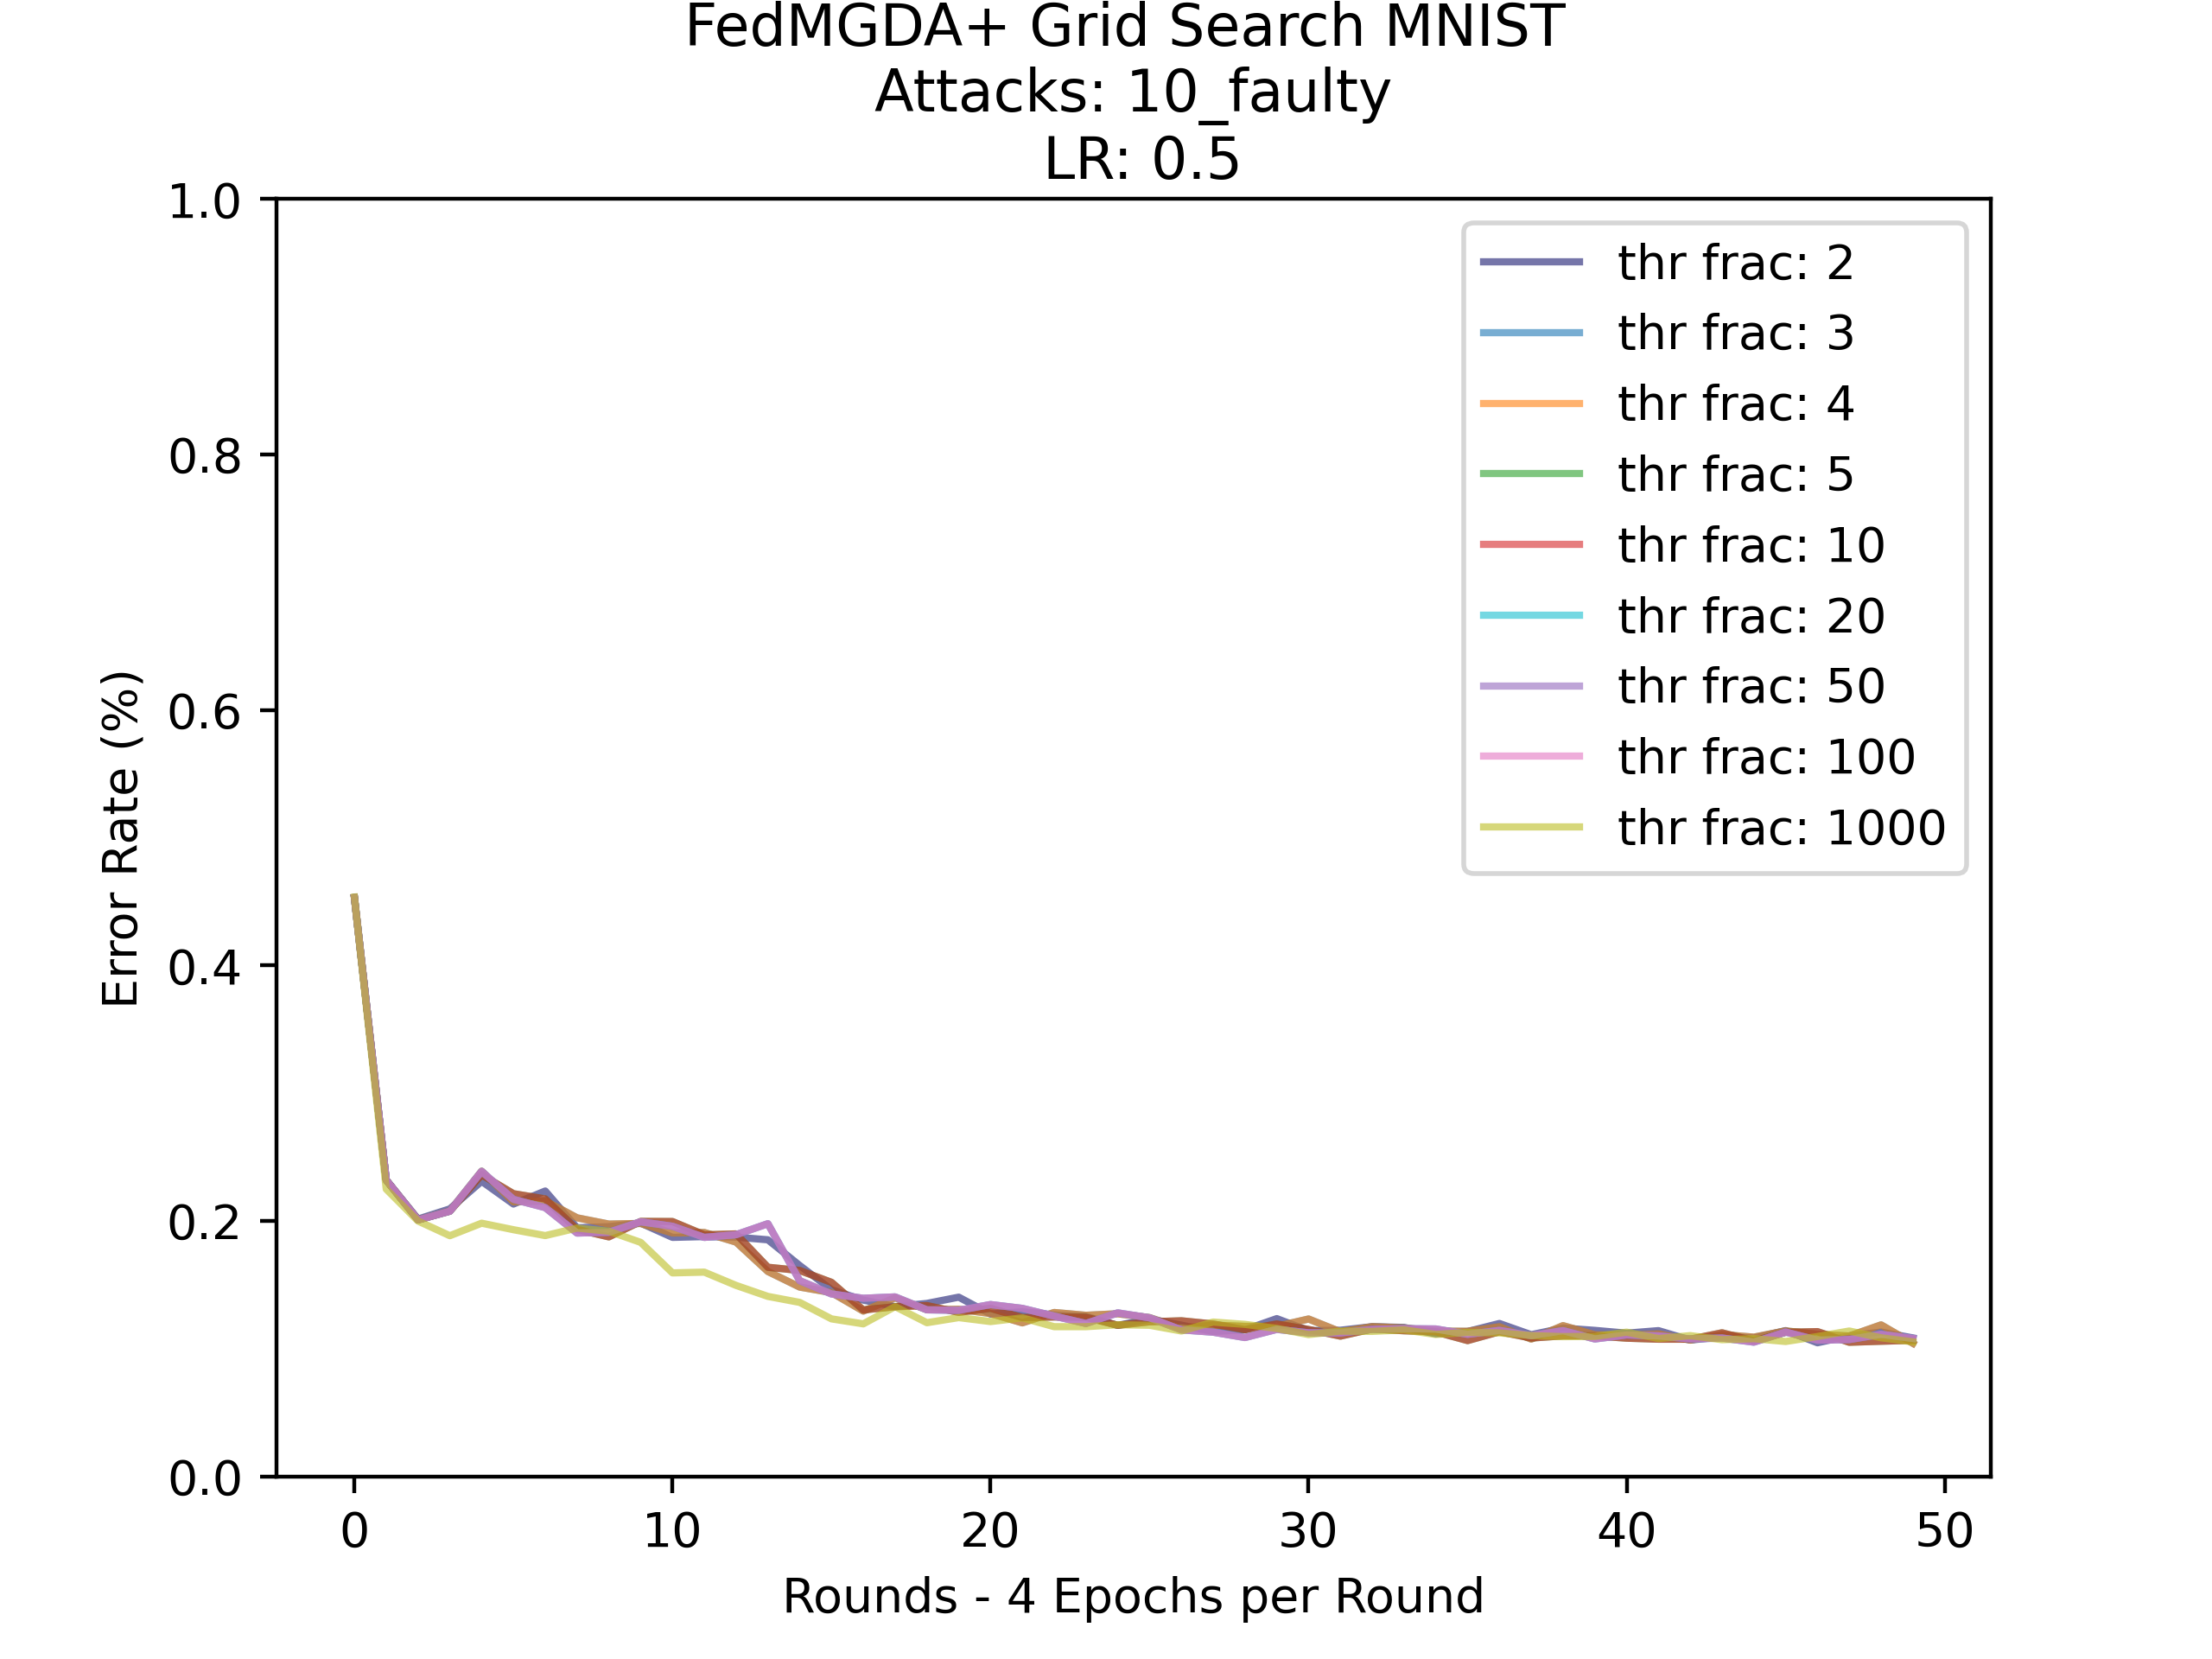 FedMGDA+ Grid Search MNIST
Attacks: 10_faulty
LR: 0.5
1.0
0.8
0.6
0.4
0.2
0.0
Error Rate (%)
thr frac: 2
thr frac: 3
thr frac: 4
thr frac: 5
thr frac: 10
thr frac: 20
thr frac: 50
thr frac: 100
thr frac: 1000
0 10 20 30 40 50
Rounds - 4 Epochs per Round